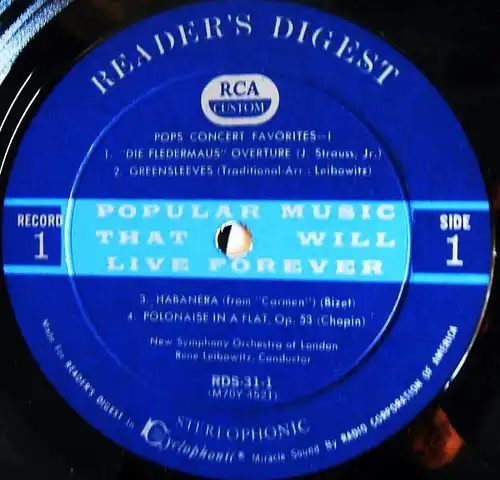 READER'S DIGEST
RCA
CUSTOM
POPS CONCERT FAVORITES—I
1. "DIE FLEDERMAUS" OVERTURE (J. Strauss, Jr.)
2. GREENSLEEVES (Traditional-Arr.: Leibowitz)
RECORD
1
POPULAR MUSIC
THAT WILL
LIVE FOREVER
SIDE
1
3. HABANERA (from "Carmen") (Bizet)
4. POLONAISE IN A FLAT, Op. 53 (Chopin)
New Symphony Orchestra of London
Rene Leibowitz, Conductor
RDS-31-1
(M70Y-4521)
STEREOPHONIC
Made For READER'S DIGEST In Cyclophonic Miracle Sound By RADIO CORPORATION OF AMERICA